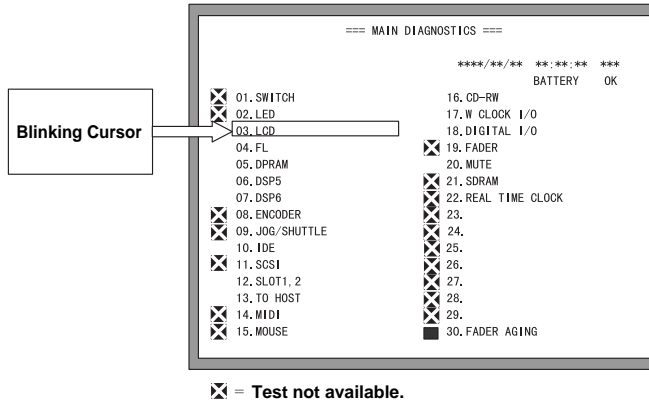 === MAIN DIAGNOSTICS ===
****/**/** **:**:** ***
BATTERY OK
01. SWITCH
02. LED
03. LCD
04. FL
05. DPRAM
06. DSP5
07. DSP6
08. ENCODER
09. JOG/SHUTTLE
10. IDE
11. SCSI
12. SLOT1, 2
13. TO HOST
14. MIDI
15. MOUSE
16. CD-RW
17. W CLOCK I/O
18. DIGITAL I/O
19. FADER
20. MUTE
21. SDRAM
22. REAL TIME CLOCK
23.
24.
25.
26.
27.
28.
29.
30. FADER AGING
Blinking Cursor
= Test not available.